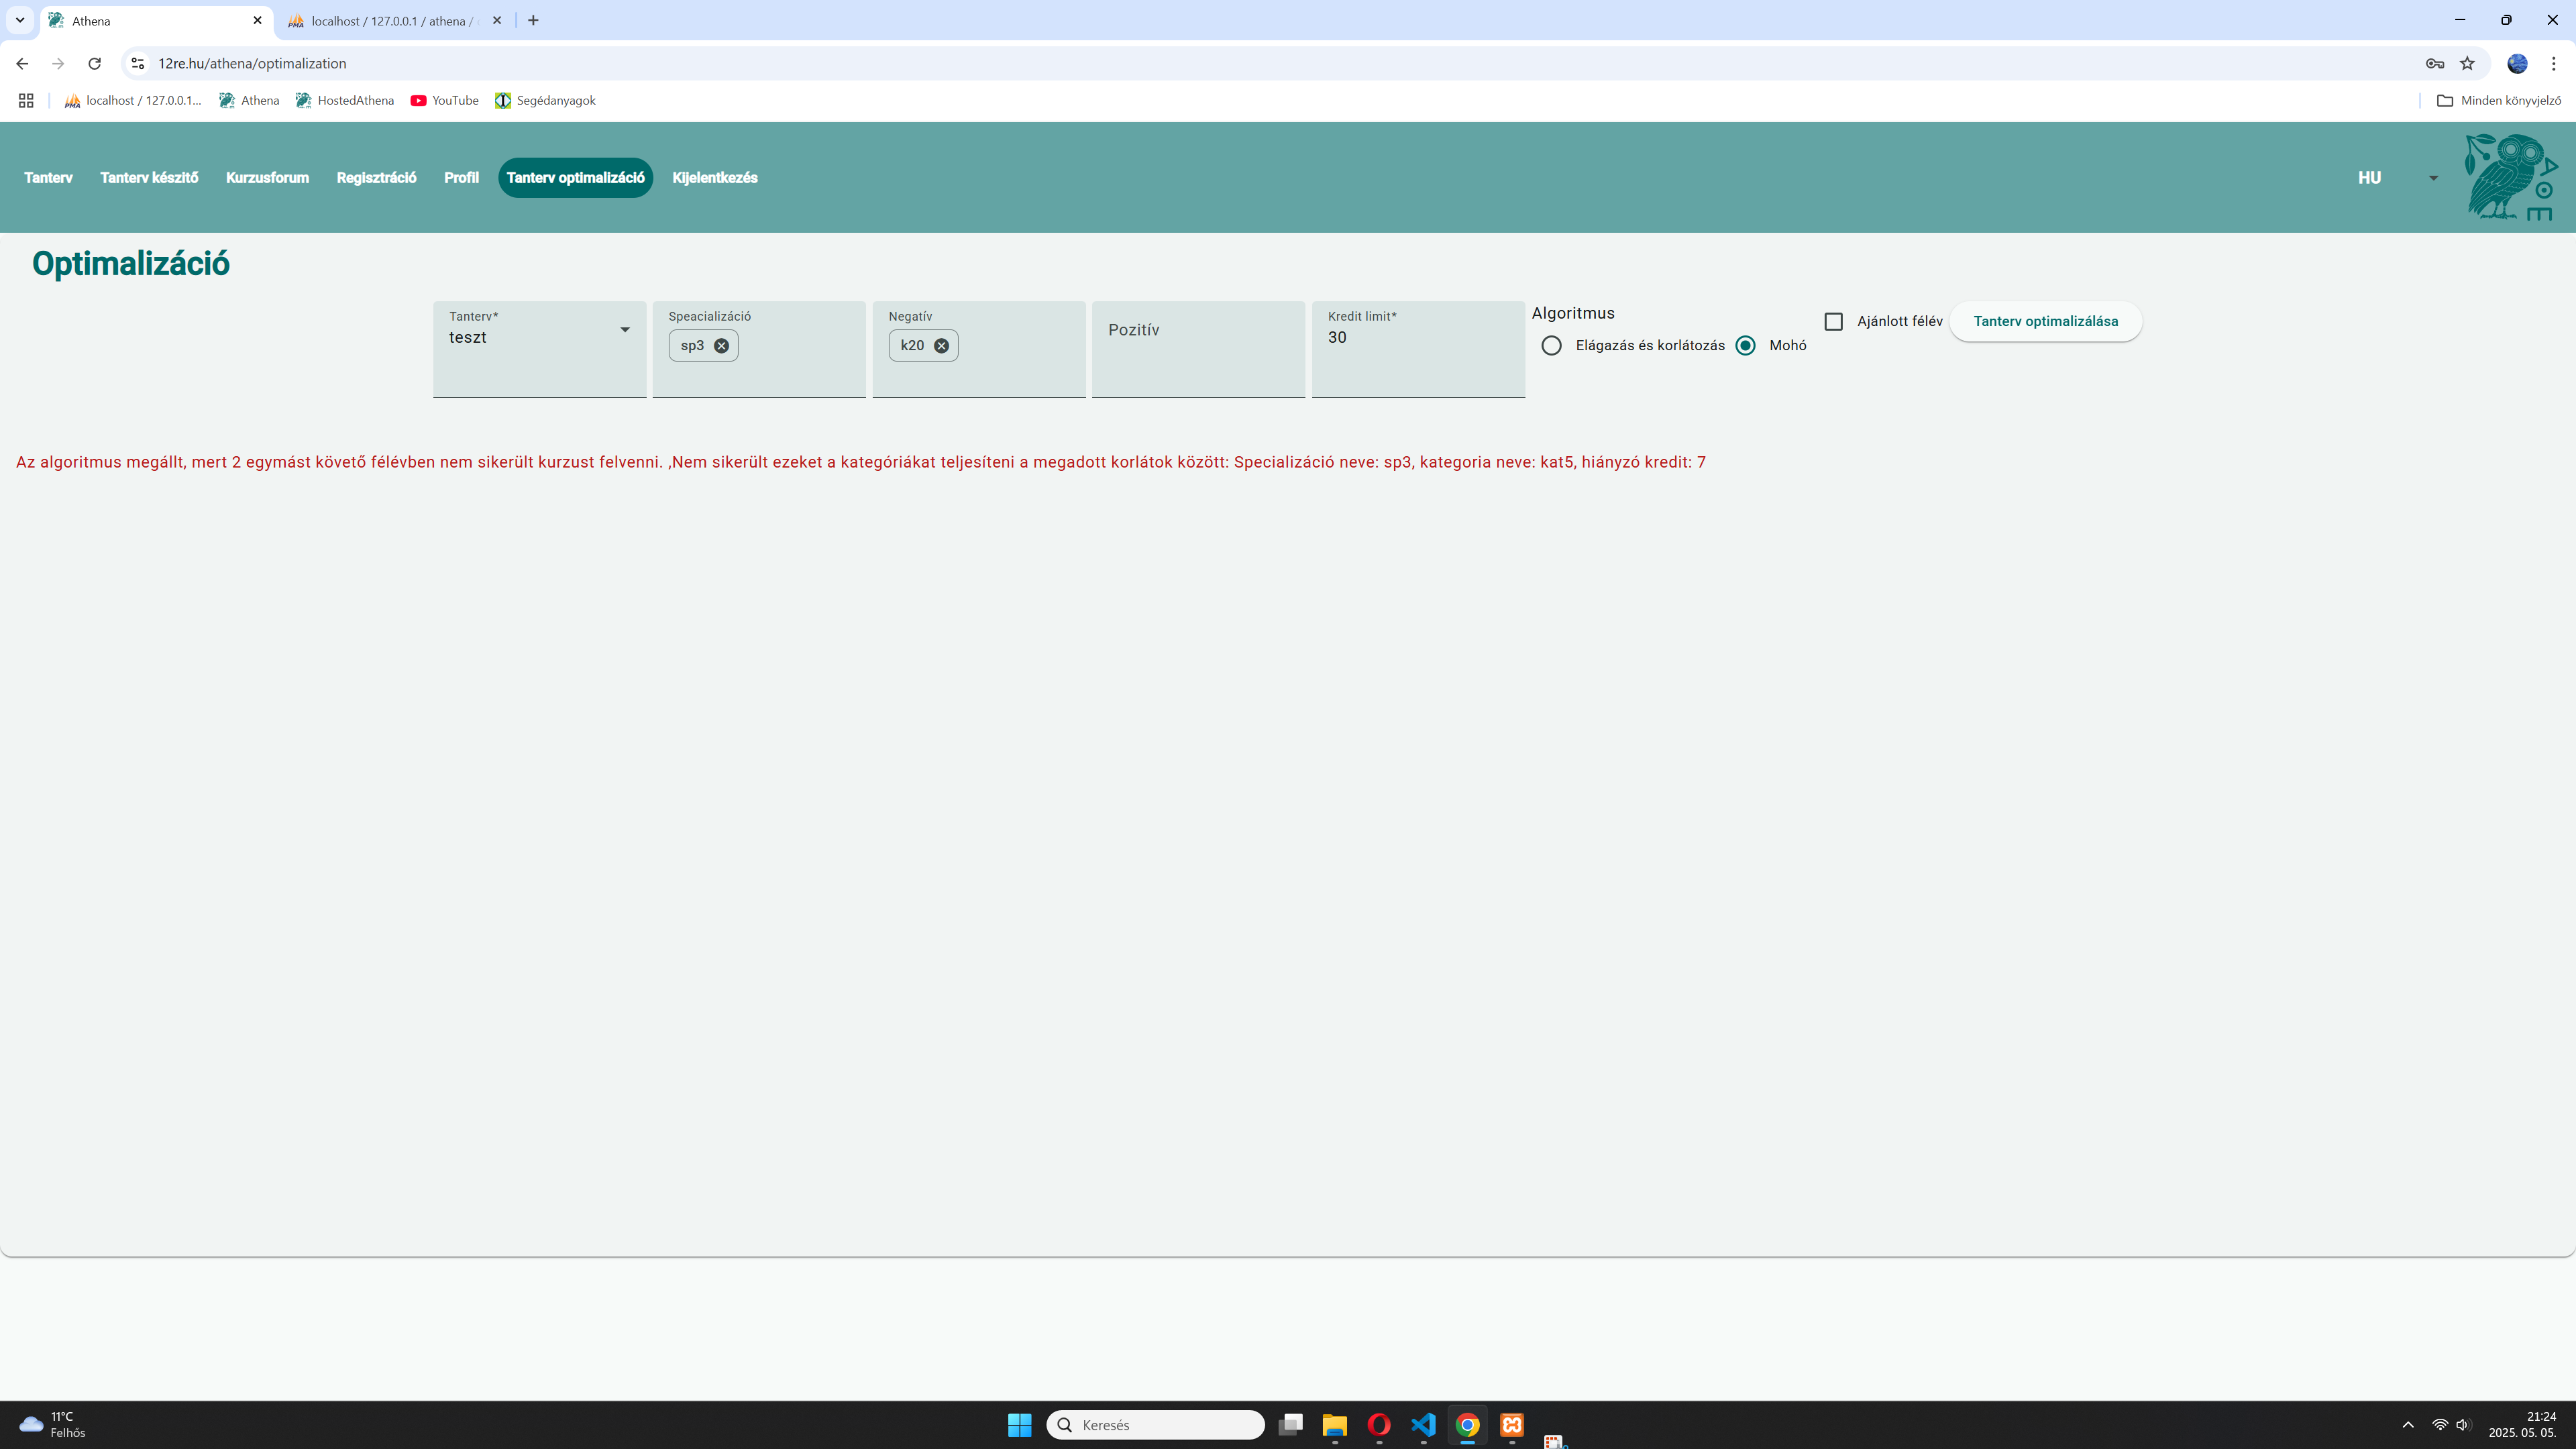 Athena
localhost / 127.0.0.1 / athena /
12re.hu/athena/optimalization
localhost / 127.0.0.1...
Athena
HostedAthena
YouTube
Segédanyagok
Minden könyvjelző
Tanterv
Tanterv készitő
Kurzusforum
Regisztráció
Profil
Tanterv optimalizáció
Kijelentkezés
HU
Optimalizáció
Tanterv*
teszt
Speacializáció
sp3
Negatív
k20
Pozitív
Kredit limit*
30
Algoritmus
Elágazás és korlátozás
Mohó
Ajánlott félév
Tanterv optimalizálása
Az algoritmus megállt, mert 2 egymást követő félévben nem sikerült kurzust felvenni. ,Nem sikerült ezeket a kategóriákat teljesíteni a megadott korlátok között: Specializáció neve: sp3, kategoria neve: kat5, hiányzó kredit: 7
11°C
Felhős
Keresés
21:24
2025. 05. 05.